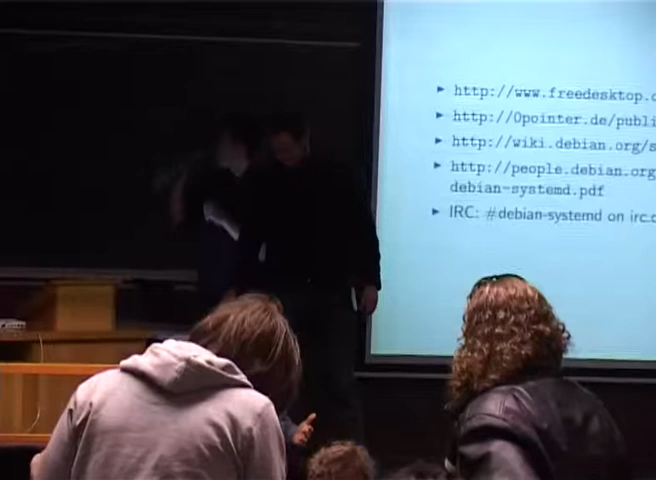 ► http://www.freedesktop.o
► http://0pointer.de/publi
► http://wiki.debian.org/s
► http://people.debian.org
debian-systemd.pdf
► IRC: #debian-systemd on irc.o